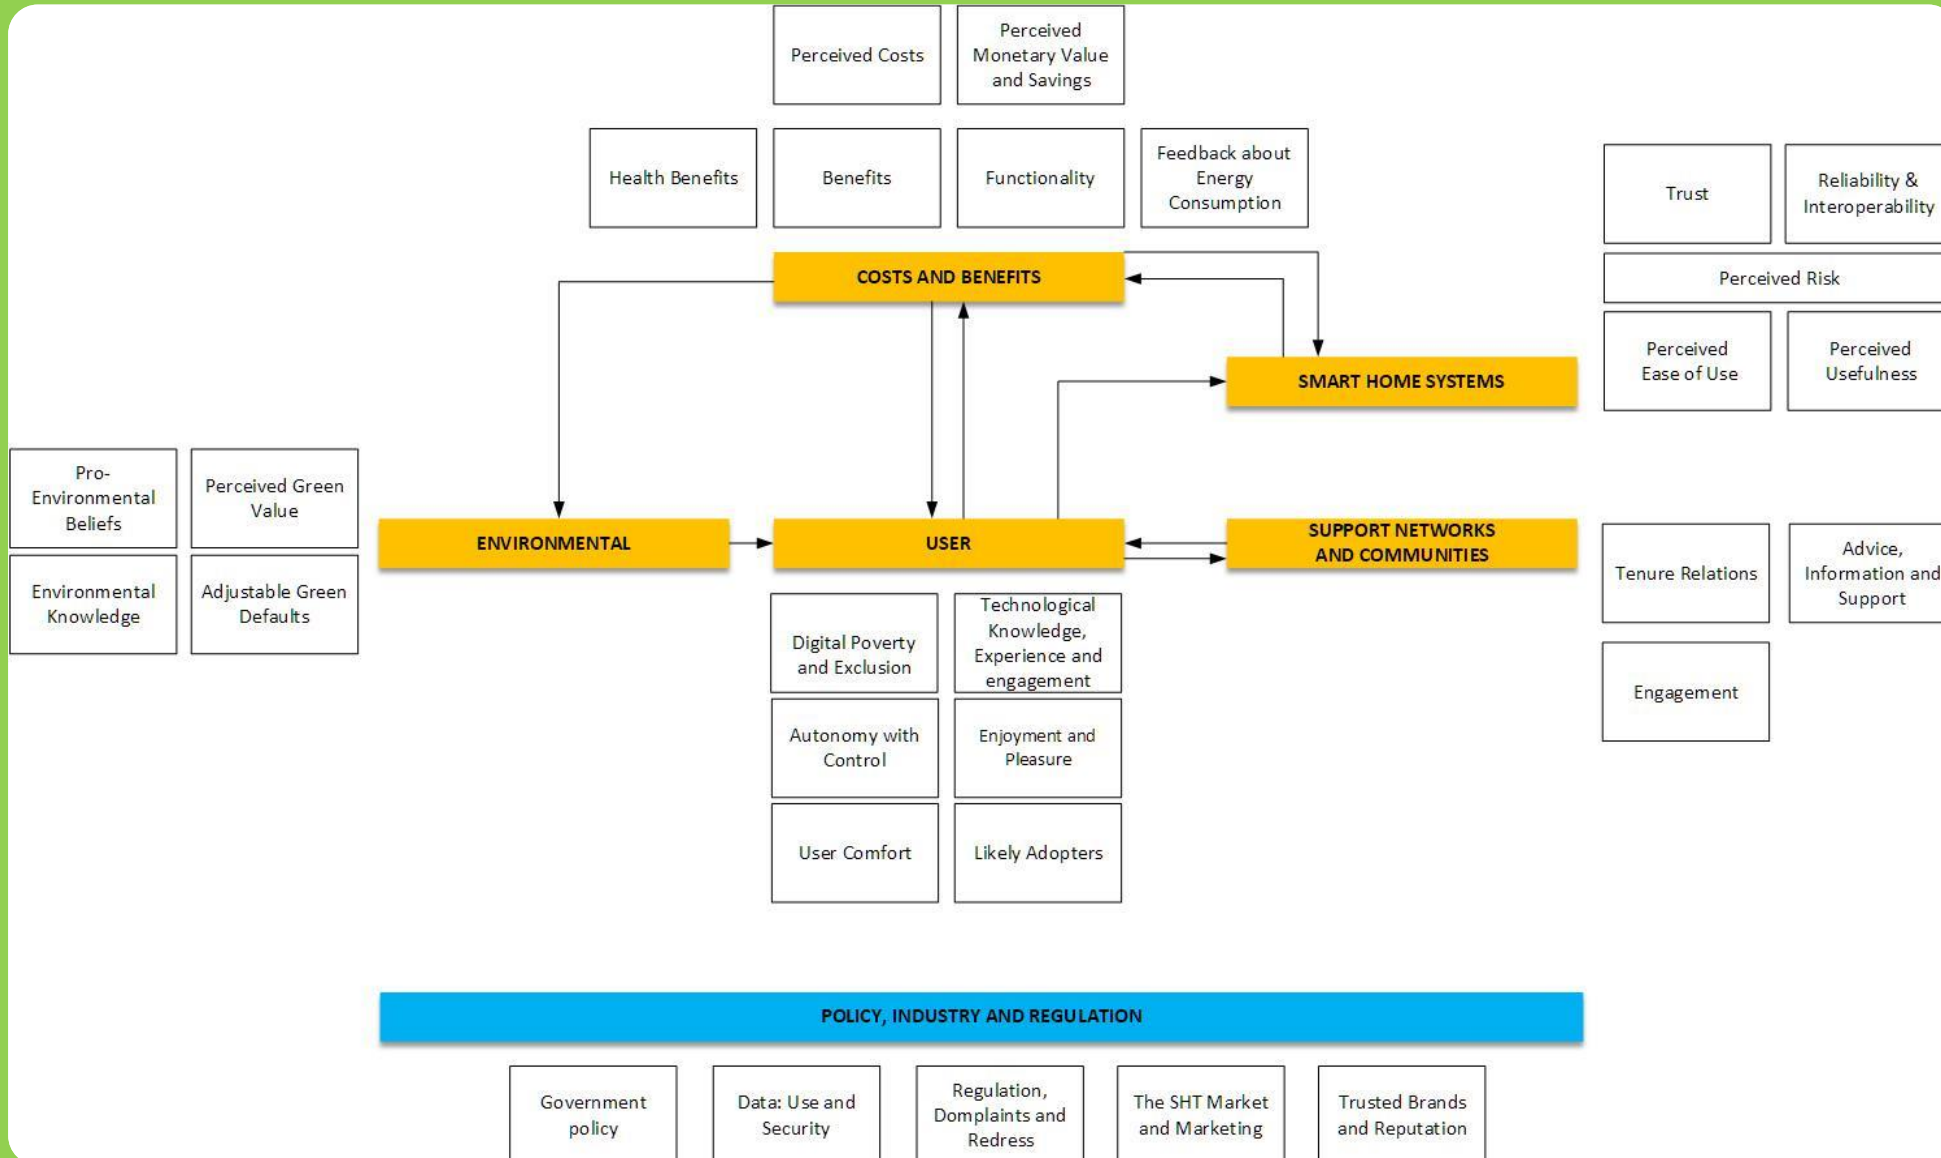 Perceived Costs
Perceived
Monetary Value
and Savings
Health Benefits
Benefits
Functionality
Feedback about
Energy
Consumption
Trust
Reliability &
Interoperability
COSTS AND BENEFITS
Perceived Risk
Perceived
Ease of Use
Perceived
Usefulness
SMART HOME SYSTEMS
Pro-
Environmental
Beliefs
Perceived Green
Value
Environmental
Knowledge
Adjustable Green
Defaults
ENVIRONMENTAL
USER
SUPPORT NETWORKS
AND COMMUNITIES
Tenure Relations
Advice,
Information and
Support
Engagement
Digital Poverty
and Exclusion
Technological
Knowledge,
Experience and
engagement
Autonomy with
Control
Enjoyment and
Pleasure
User Comfort
Likely Adopters
POLICY, INDUSTRY AND REGULATION
Government
policy
Data: Use and
Security
Regulation,
Domplaints and
Redress
The SHT Market
and Marketing
Trusted Brands
and Reputation